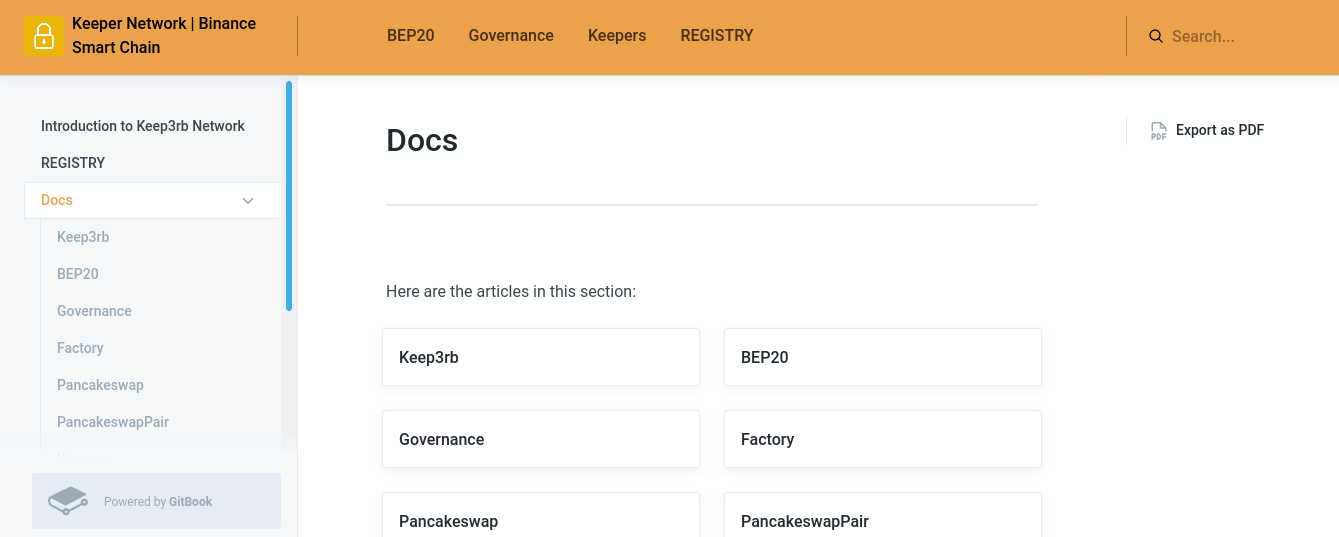 Keeper Network | Binance
Smart Chain
BEP20
Governance
Keepers
REGISTRY
Search...
Introduction to Keep3rb Network
REGISTRY
Docs
Keep3rb
BEP20
Governance
Factory
Pancakeswap
PancakeswapPair
Powered by GitBook
Docs
PDF
Export as PDF
Here are the articles in this section:
Keep3rb
BEP20
Governance
Factory
Pancakeswap
PancakeswapPair